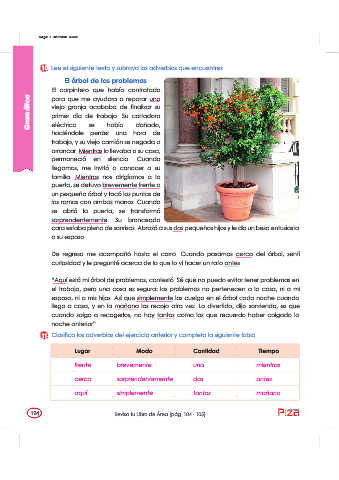 Gramática
15. Lee el siguiente texto y subraya los adverbios que encuentres.
El árbol de los problemas
El carpintero que había contratado
para que me ayudara a reparar una
vieja granja acababa de finalizar su
primer día de trabajo. Su cortadora
eléctrica se había dañado,
haciéndole perder una hora de
trabajo, y su viejo camión se negaba a
arrancar. Mientras lo llevaba a su casa,
permaneció en silencio. Cuando
llegamos, me invitó a conocer a su
familia. Mientras nos dirigíamos a la
puerta, se detuvo brevemente frente a
un pequeño árbol y tocó las puntas de
las ramas con ambas manos. Cuando
se abrió la puerta, se transformó
sorprendentemente. Su bronceada
cara estaba plena de sonrisas. Abrazó a sus dos pequeños hijos y le dio un beso entusiasta
a su esposa.
De regreso me acompañó hasta el carro. Cuando pasamos cerca del árbol, sentí
curiosidad y le pregunté acerca de lo que lo vi hacer un rato antes.
"Aquí está mi árbol de problemas, contestó. Sé que no puedo evitar tener problemas en
el trabajo, pero una cosa es segura: los problemas no pertenecen a la casa, ni a mi
esposa, ni a mis hijos. Así que simplemente los cuelgo en el árbol cada noche cuando
llego a casa, y en la mañana los recojo otra vez. Lo divertido, dijo sonriendo, es que
cuando salgo a recogerlos, no hay tantos como los que recuerdo haber colgado la
noche anterior"
Clasifica los adverbios del ejercicio anterior y completa la siguiente tabla.
Lugar Modo Cantidad Tiempo
frente brevemente una mientras
cerca sorprendentemente dos antes
aquí simplemente tantos mañana
104
Revisa tu Libro de Área (pág. 104 - 105)